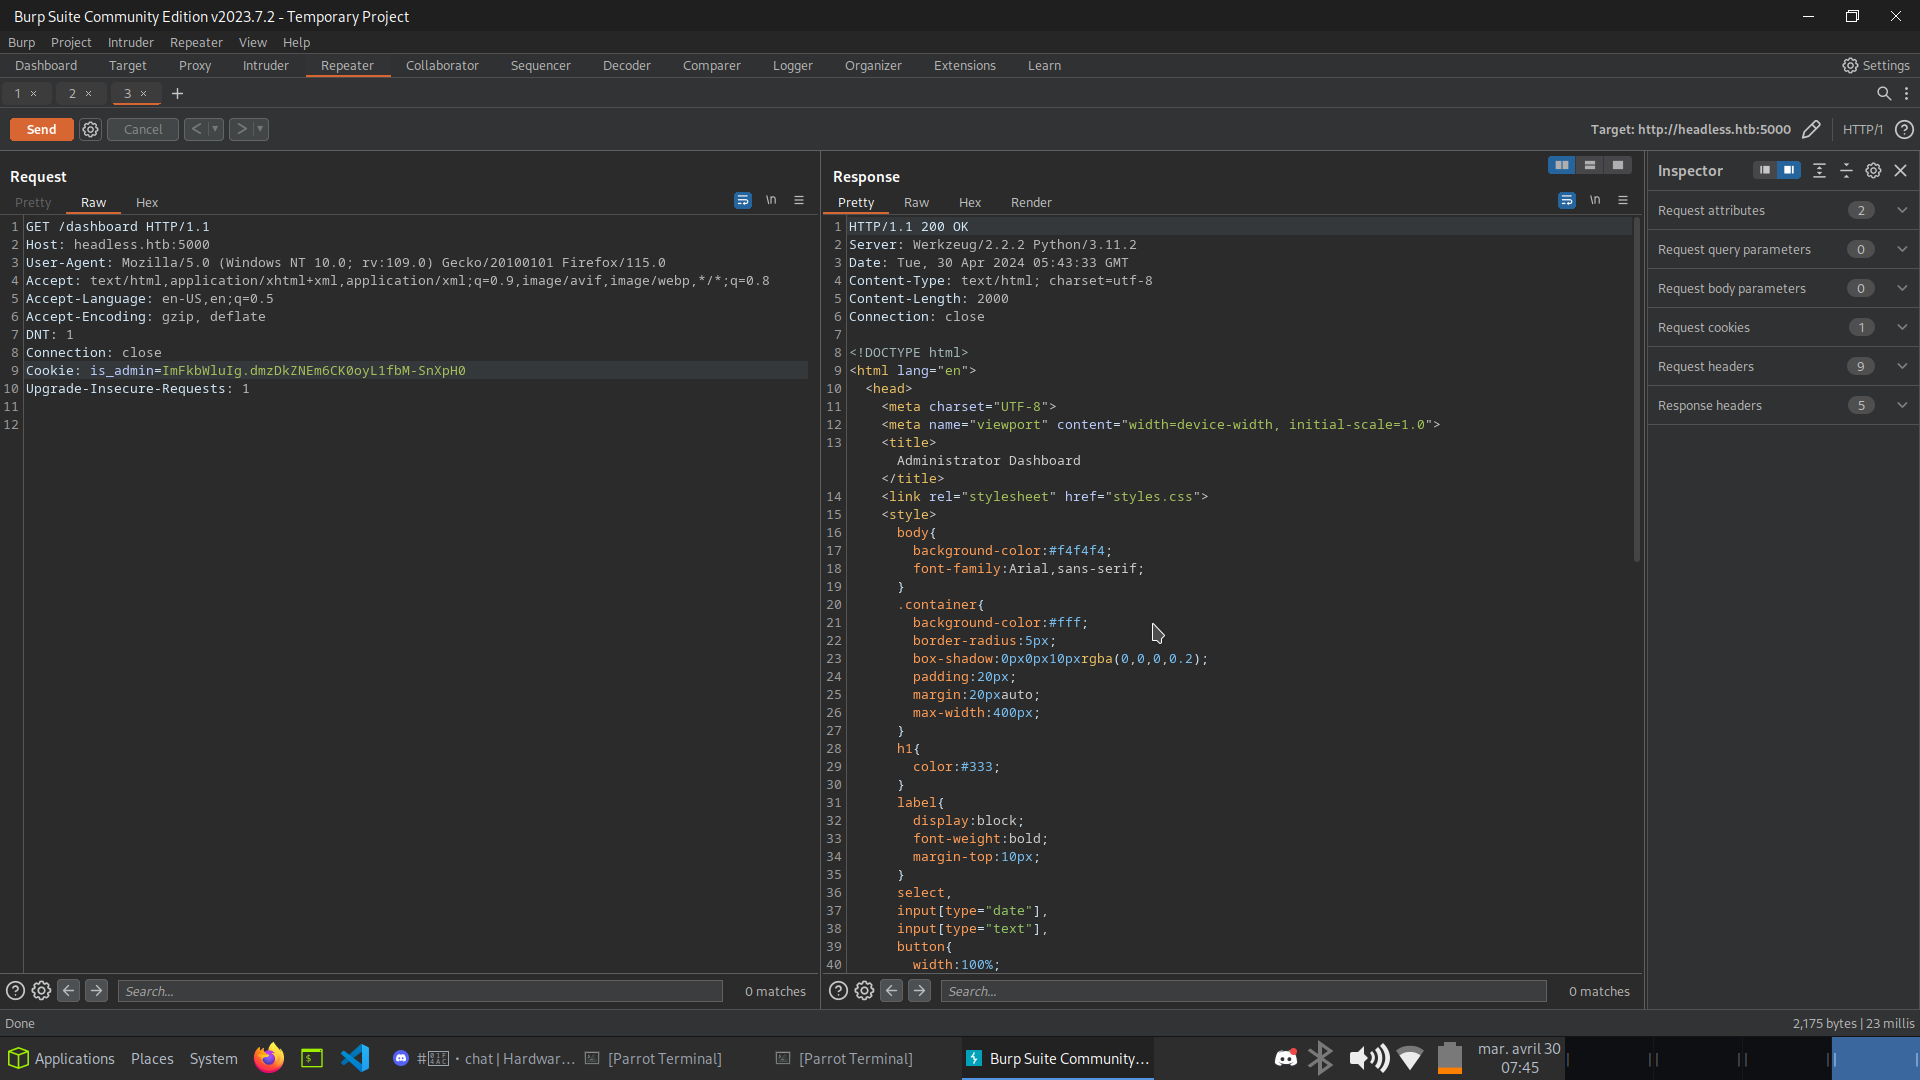 Burp Suite Community Edition v2023.7.2 - Temporary Project
Burp Project Intruder Repeater View Help
Dashboard Target Proxy Intruder Repeater Collaborator Sequencer Decoder Comparer Logger Organizer Extensions Learn Settings
1 × 2 × 3 × +
Send Cancel < > Target: http://headless.htb:5000 HTTP/1
Request
Pretty Raw Hex \n
1 GET /dashboard HTTP/1.1
2 Host: headless.htb:5000
3 User-Agent: Mozilla/5.0 (Windows NT 10.0; rv:109.0) Gecko/20100101 Firefox/115.0
4 Accept: text/html,application/xhtml+xml,application/xml;q=0.9,image/avif,image/webp,*/*;q=0.8
5 Accept-Language: en-US,en;q=0.5
6 Accept-Encoding: gzip, deflate
7 DNT: 1
8 Connection: close
9 Cookie: is_admin=ImFkbWluIg.dmzDkZNEm6CK0oyL1fbM-SnXpH0
10 Upgrade-Insecure-Requests: 1
11
12
Search... 0 matches
Response
Pretty Raw Hex Render \n
1 HTTP/1.1 200 OK
2 Server: Werkzeug/2.2.2 Python/3.11.2
3 Date: Tue, 30 Apr 2024 05:43:33 GMT
4 Content-Type: text/html; charset=utf-8
5 Content-Length: 2000
6 Connection: close
7
8 <!DOCTYPE html>
9 <html lang="en">
10 <head>
11 <meta charset="UTF-8">
12 <meta name="viewport" content="width=device-width, initial-scale=1.0">
13 <title>
Administrator Dashboard
</title>
14 <link rel="stylesheet" href="styles.css">
15 <style>
16 body{
17 background-color:#f4f4f4;
18 font-family:Arial,sans-serif;
19 }
20 .container{
21 background-color:#fff;
22 border-radius:5px;
23 box-shadow:0px0px10pxrgba(0,0,0,0.2);
24 padding:20px;
25 margin:20pxauto;
26 max-width:400px;
27 }
28 h1{
29 color:#333;
30 }
31 label{
32 display:block;
33 font-weight:bold;
34 margin-top:10px;
35 }
36 select,
37 input[type="date"],
38 input[type="text"],
39 button{
40 width:100%;
Search... 0 matches
Inspector
Request attributes 2
Request query parameters 0
Request body parameters 0
Request cookies 1
Request headers 9
Response headers 5
Done 2,175 bytes | 23 millis
Applications Places System #  · chat | Hardwar... [Parrot Terminal] [Parrot Terminal] Burp Suite Community... mar. avril 30
07:45